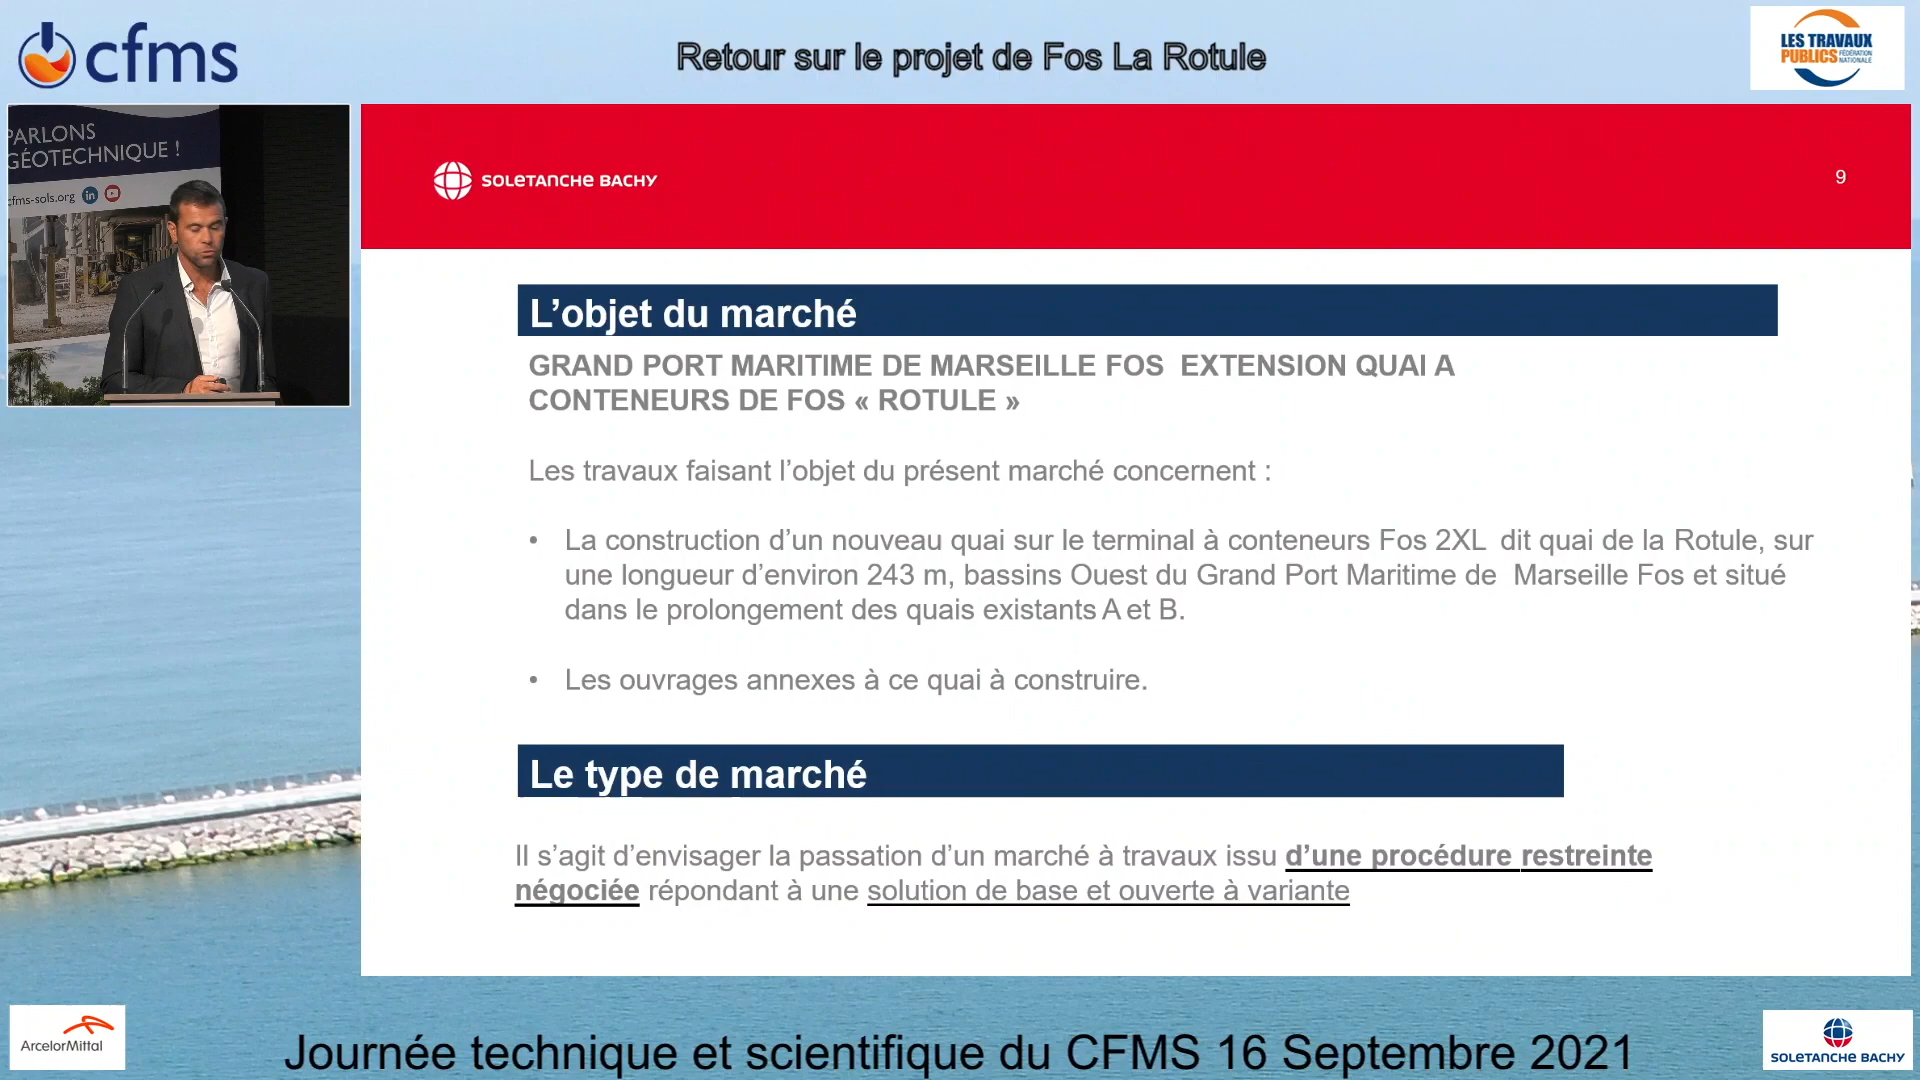 cfms
Retour sur le projet de Fos La Rotule
LES TRAVAUX
PUBLICS FÉDÉRATION
NATIONALE
PARLONS
GÉOTECHNIQUE !
cfms-sols.org in
SOLETANCHE BACHY
9
L’objet du marché
GRAND PORT MARITIME DE MARSEILLE FOS EXTENSION QUAI A
CONTENEURS DE FOS « ROTULE »
Les travaux faisant l’objet du présent marché concernent :
• La construction d’un nouveau quai sur le terminal à conteneurs Fos 2XL dit quai de la Rotule, sur
une longueur d’environ 243 m, bassins Ouest du Grand Port Maritime de Marseille Fos et situé
dans le prolongement des quais existants A et B.
• Les ouvrages annexes à ce quai à construire.
Le type de marché
Il s’agit d’envisager la passation d’un marché à travaux issu d’une procédure restreinte
négociée répondant à une solution de base et ouverte à variante
ArcelorMittal
Journée technique et scientifique du CFMS 16 Septembre 2021
SOLETANCHE BACHY